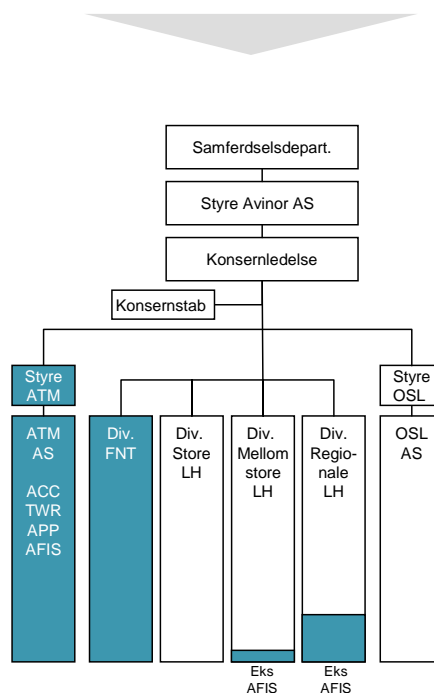 Samferdselsdepart.
Styre Avinor AS
Konsernledelse
Konsernstab
Styre
ATM
Styre
OSL
ATM
AS
ACC
TWR
APP
AFIS
Div.
FNT
Div.
Store
LH
Div.
Mellom
store
LH
Div.
Regio-
nale
LH
OSL
AS
Eks
AFIS
Eks
AFIS